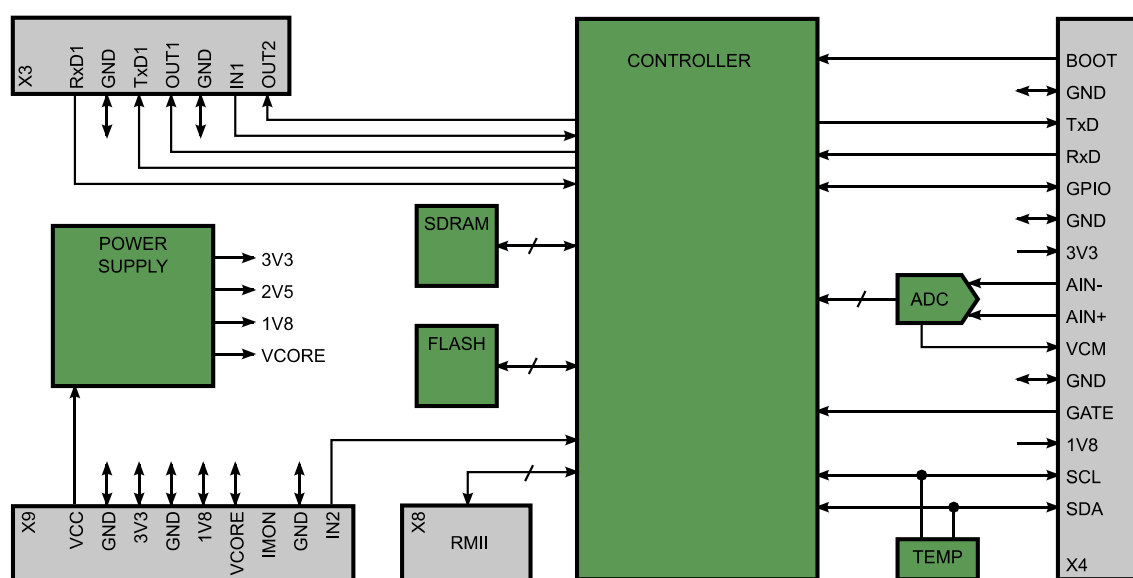 X3
RxD1
GND
TxD1
OUT1
GND
IN1
OUT2
CONTROLLER
BOOT
GND
TxD
RxD
GPIO
GND
3V3
AIN-
AIN+
VCM
GND
GATE
1V8
SCL
SDA
X4
SDRAM
FLASH
POWER
SUPPLY
3V3
2V5
1V8
VCORE
ADC
TEMP
X9
VCC
GND
3V3
GND
1V8
VCORE
IMON
GND
IN2
X8
RMII